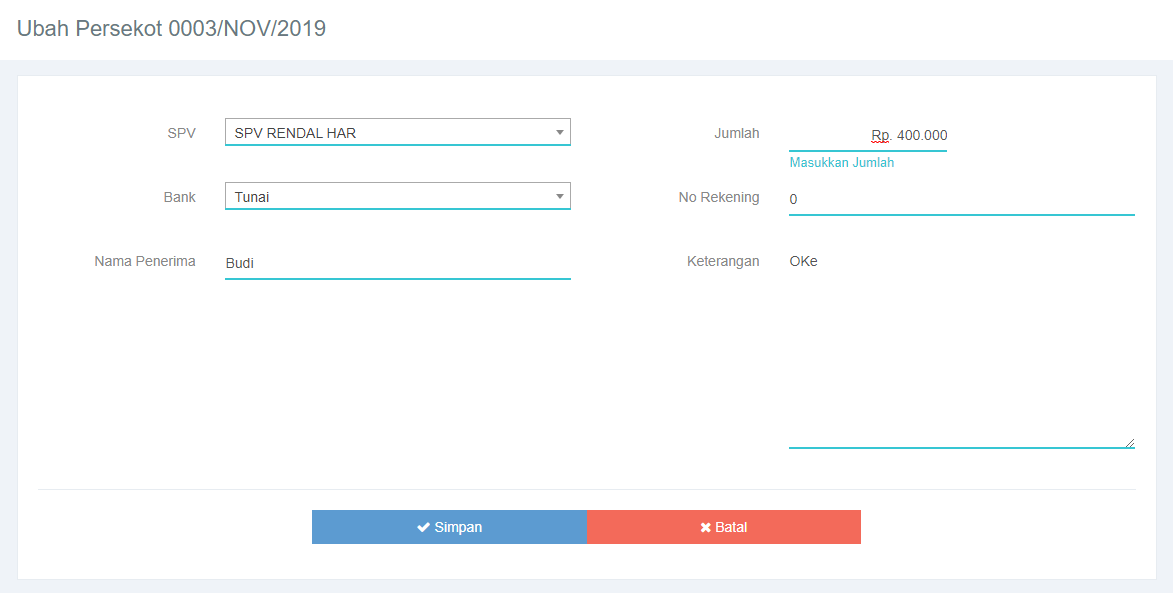 Ubah Persekot 0003/NOV/2019
SPV SPV RENDAL HAR
Jumlah Rp. 400.000
Masukkan Jumlah
Bank Tunai
No Rekening 0
Nama Penerima Budi
Keterangan OKe
Simpan
Batal